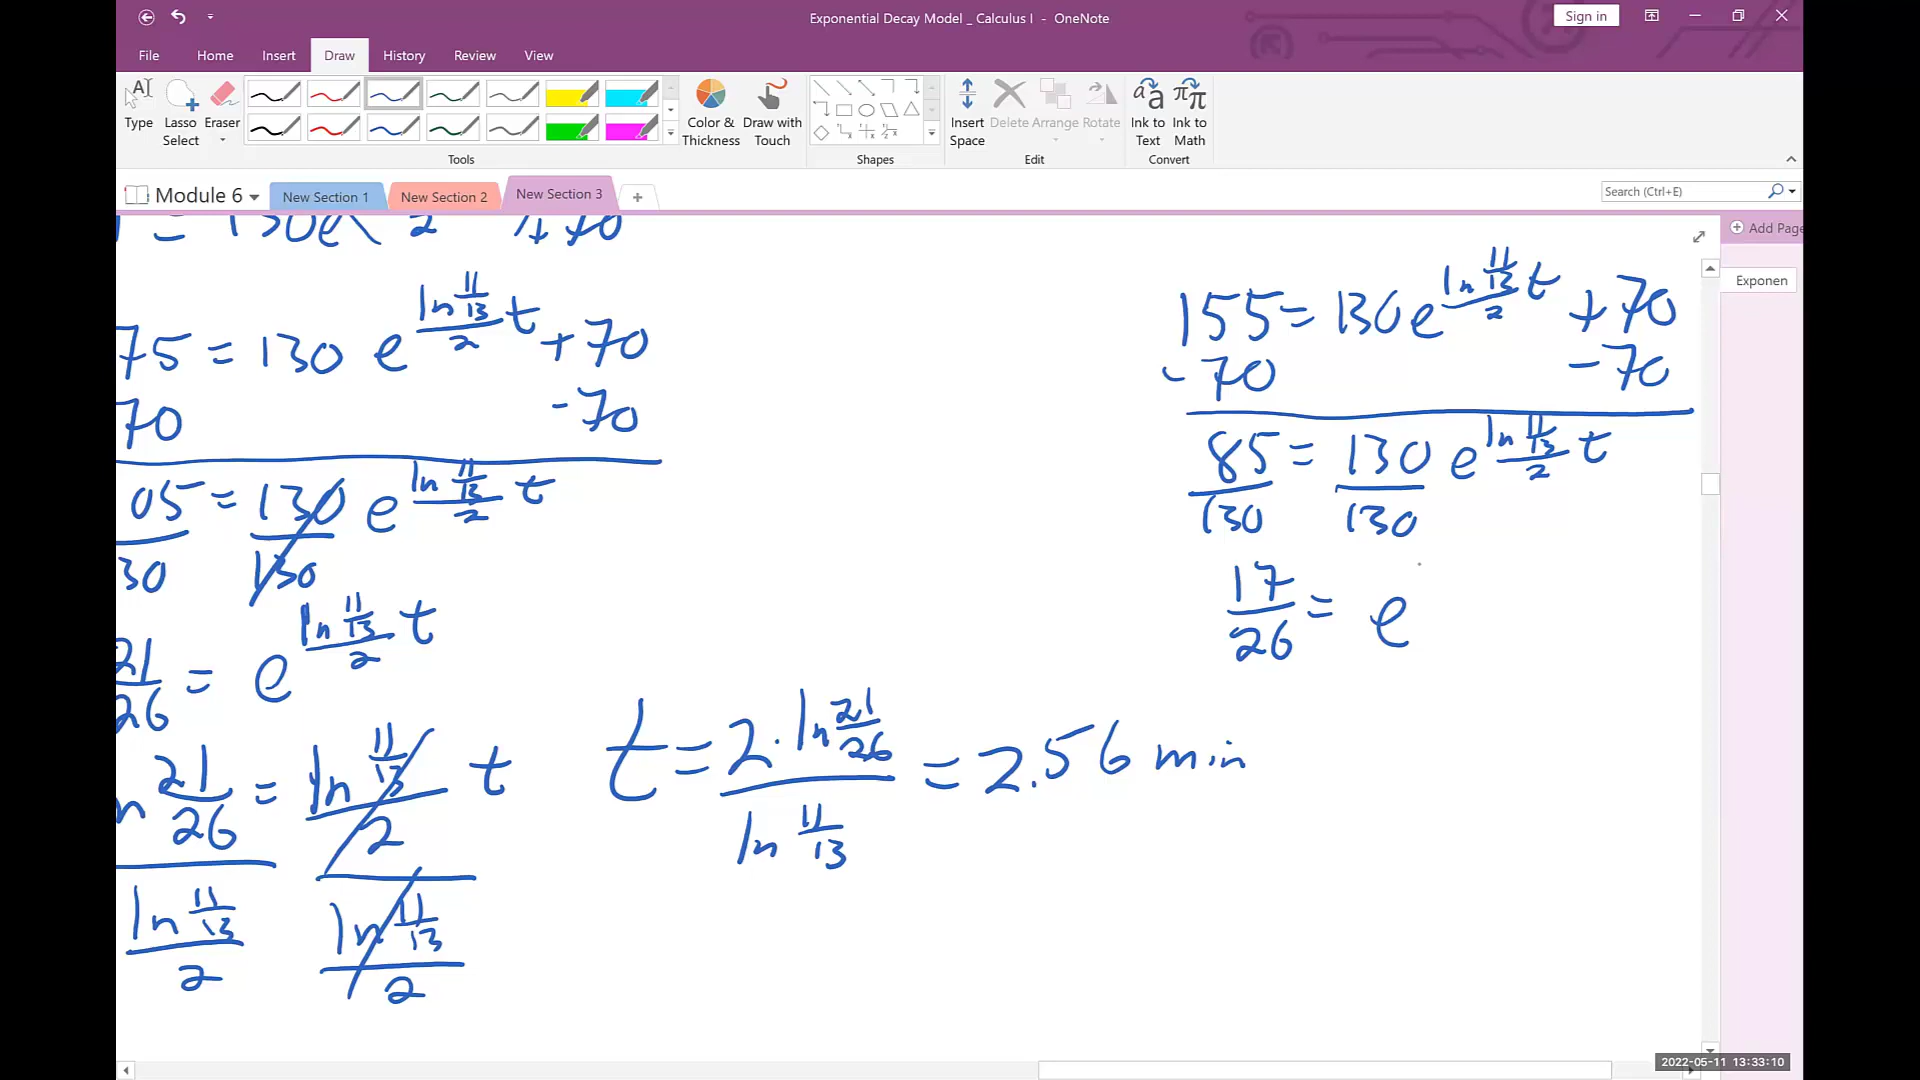 Exponential Decay Model _ Calculus I - OneNote
Sign in
File Home Insert Draw History Review View
Type Lasso Select Eraser Color & Thickness Draw with Touch Insert Space Delete Arrange Rotate Ink to Text Ink to Math
Tools Shapes Edit Convert
Module 6 New Section 1 New Section 2 New Section 3 Search (Ctrl+E)
Add Page
Exponen
75 = 130 e^(ln 11/13 / 2 t) + 70
70 - 70
05 = 130 e^(ln 11/13 / 2 t)
30 130
21/26 = e^(ln 11/13 / 2 t)
n 21/26 = ln 11/13 / 2 t
ln 11/13 / 2 ln 11/13 / 2
t = 2 · ln 21/26 / ln 11/13 = 2.56 min
155 = 130 e^(ln 11/13 / 2 t) + 70
- 70 - 70
85 = 130 e^(ln 11/13 / 2 t)
130 130
17/26 = e
2022-05-11 13:33:10